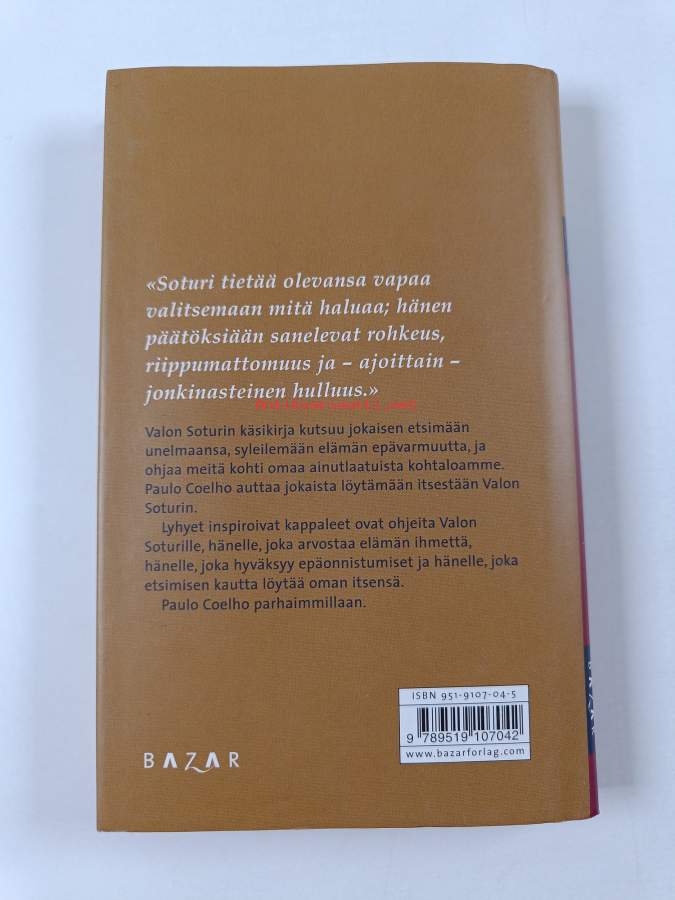 «Soturi tietää olevansa vapaa
valitsemaan mitä haluaa; hänen
päätöksiään sanelevat rohkeus,
riippumattomuus ja – ajoittain –
jonkinasteinen hulluus.»
Valon Soturin käsikirja kutsuu jokaisen etsimään
unelmaansa, syleilemään elämän epävarmuutta, ja
ohjaa meitä kohti omaa ainutlaatuista kohtaloamme.
Paulo Coelho auttaa jokaista löytämään itsestään Valon
Soturin.
Lyhyet inspiroivat kappaleet ovat ohjeita Valon
Soturille, hänelle, joka arvostaa elämän ihmettä,
hänelle, joka hyväksyy epäonnistumiset ja hänelle, joka
etsimisen kautta löytää oman itsensä.
Paulo Coelho parhaimmillaan.
ISBN 951-9107-04-5
9 789519 107042
www.bazarforlag.com
BAZAR
BAZAR